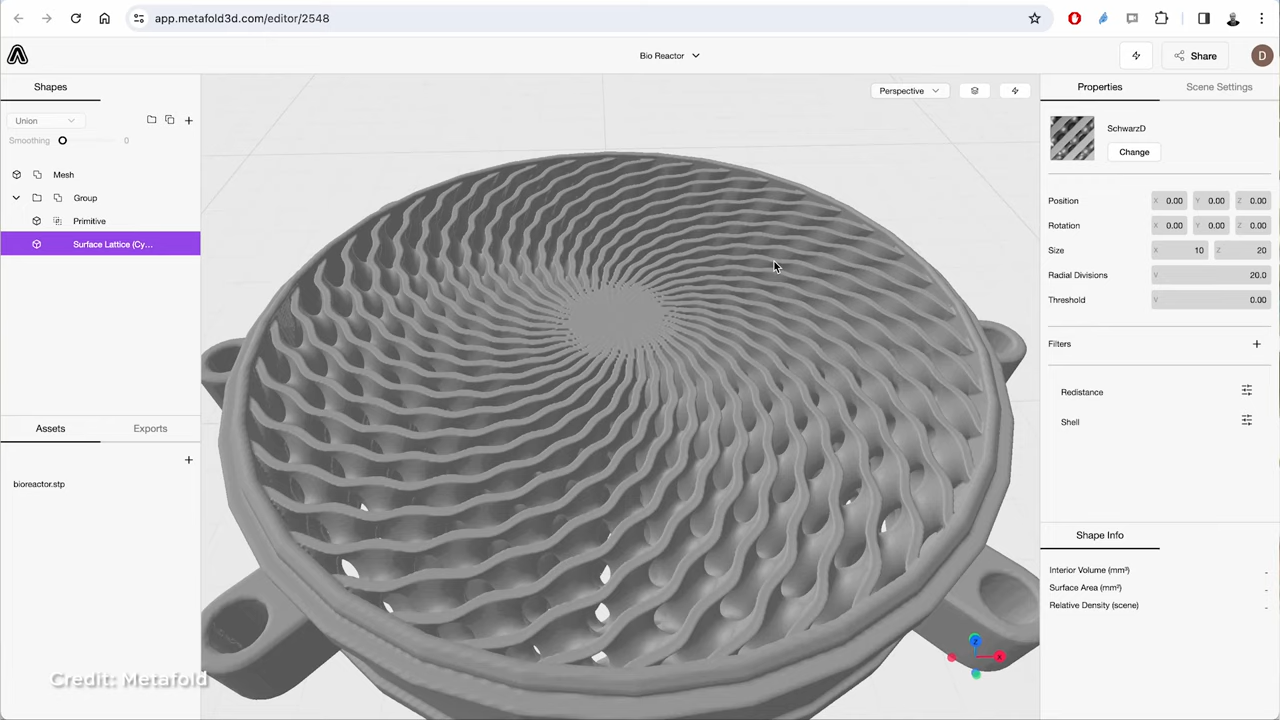 app.metafold3d.com/editor/2548
Bio Reactor
Share
D
Shapes
Union
Smoothing 0
Mesh
Group
Primitive
Surface Lattice (Cy...
Assets Exports
bioreactor.stp
Perspective
Properties Scene Settings
SchwarzD
Change
Position X 0.00 Y 0.00 Z 0.00
Rotation X 0.00 Y 0.00 Z 0.00
Size X 10 Z 20
Radial Divisions V 20.0
Threshold V 0.00
Filters
Redistance
Shell
Shape Info
Interior Volume (mm³) -
Surface Area (mm²) -
Relative Density (scene) -
Z
X
Credit: Metafold